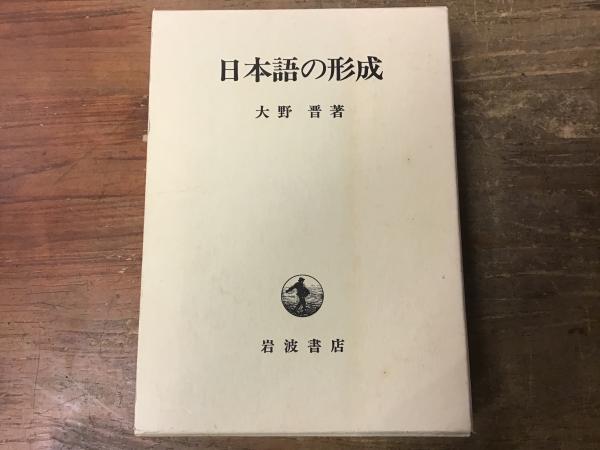 日本語の形成
大野 晋 著
岩波書店